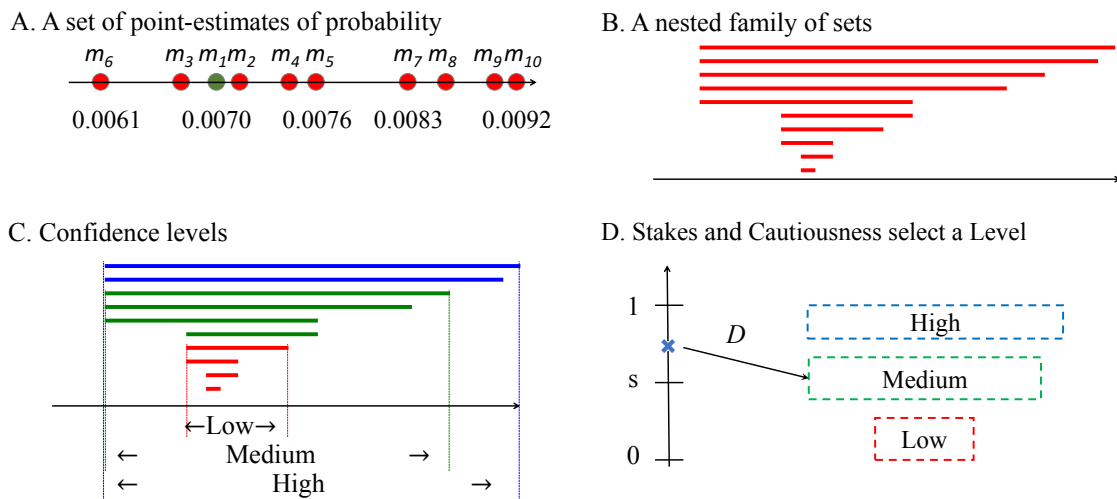 A. A set of point-estimates of probability
m6 m3 m1 m2 m4 m5 m7 m8 m9 m10
0.0061 0.0070 0.0076 0.0083 0.0092
B. A nested family of sets
C. Confidence levels
←Low→
← Medium →
← High →
D. Stakes and Cautiousness select a Level
1
High
D
s
Medium
Low
0